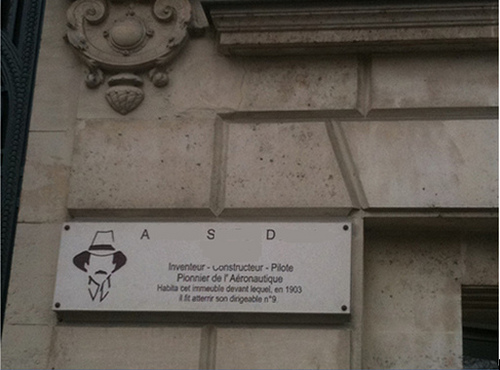 A S D
Inventeur - Constructeur - Pilote
Pionnier de l' Aéronautique
Habita cet immeuble devant lequel, en 1903
il fit atterrir son dirigeable n°9.